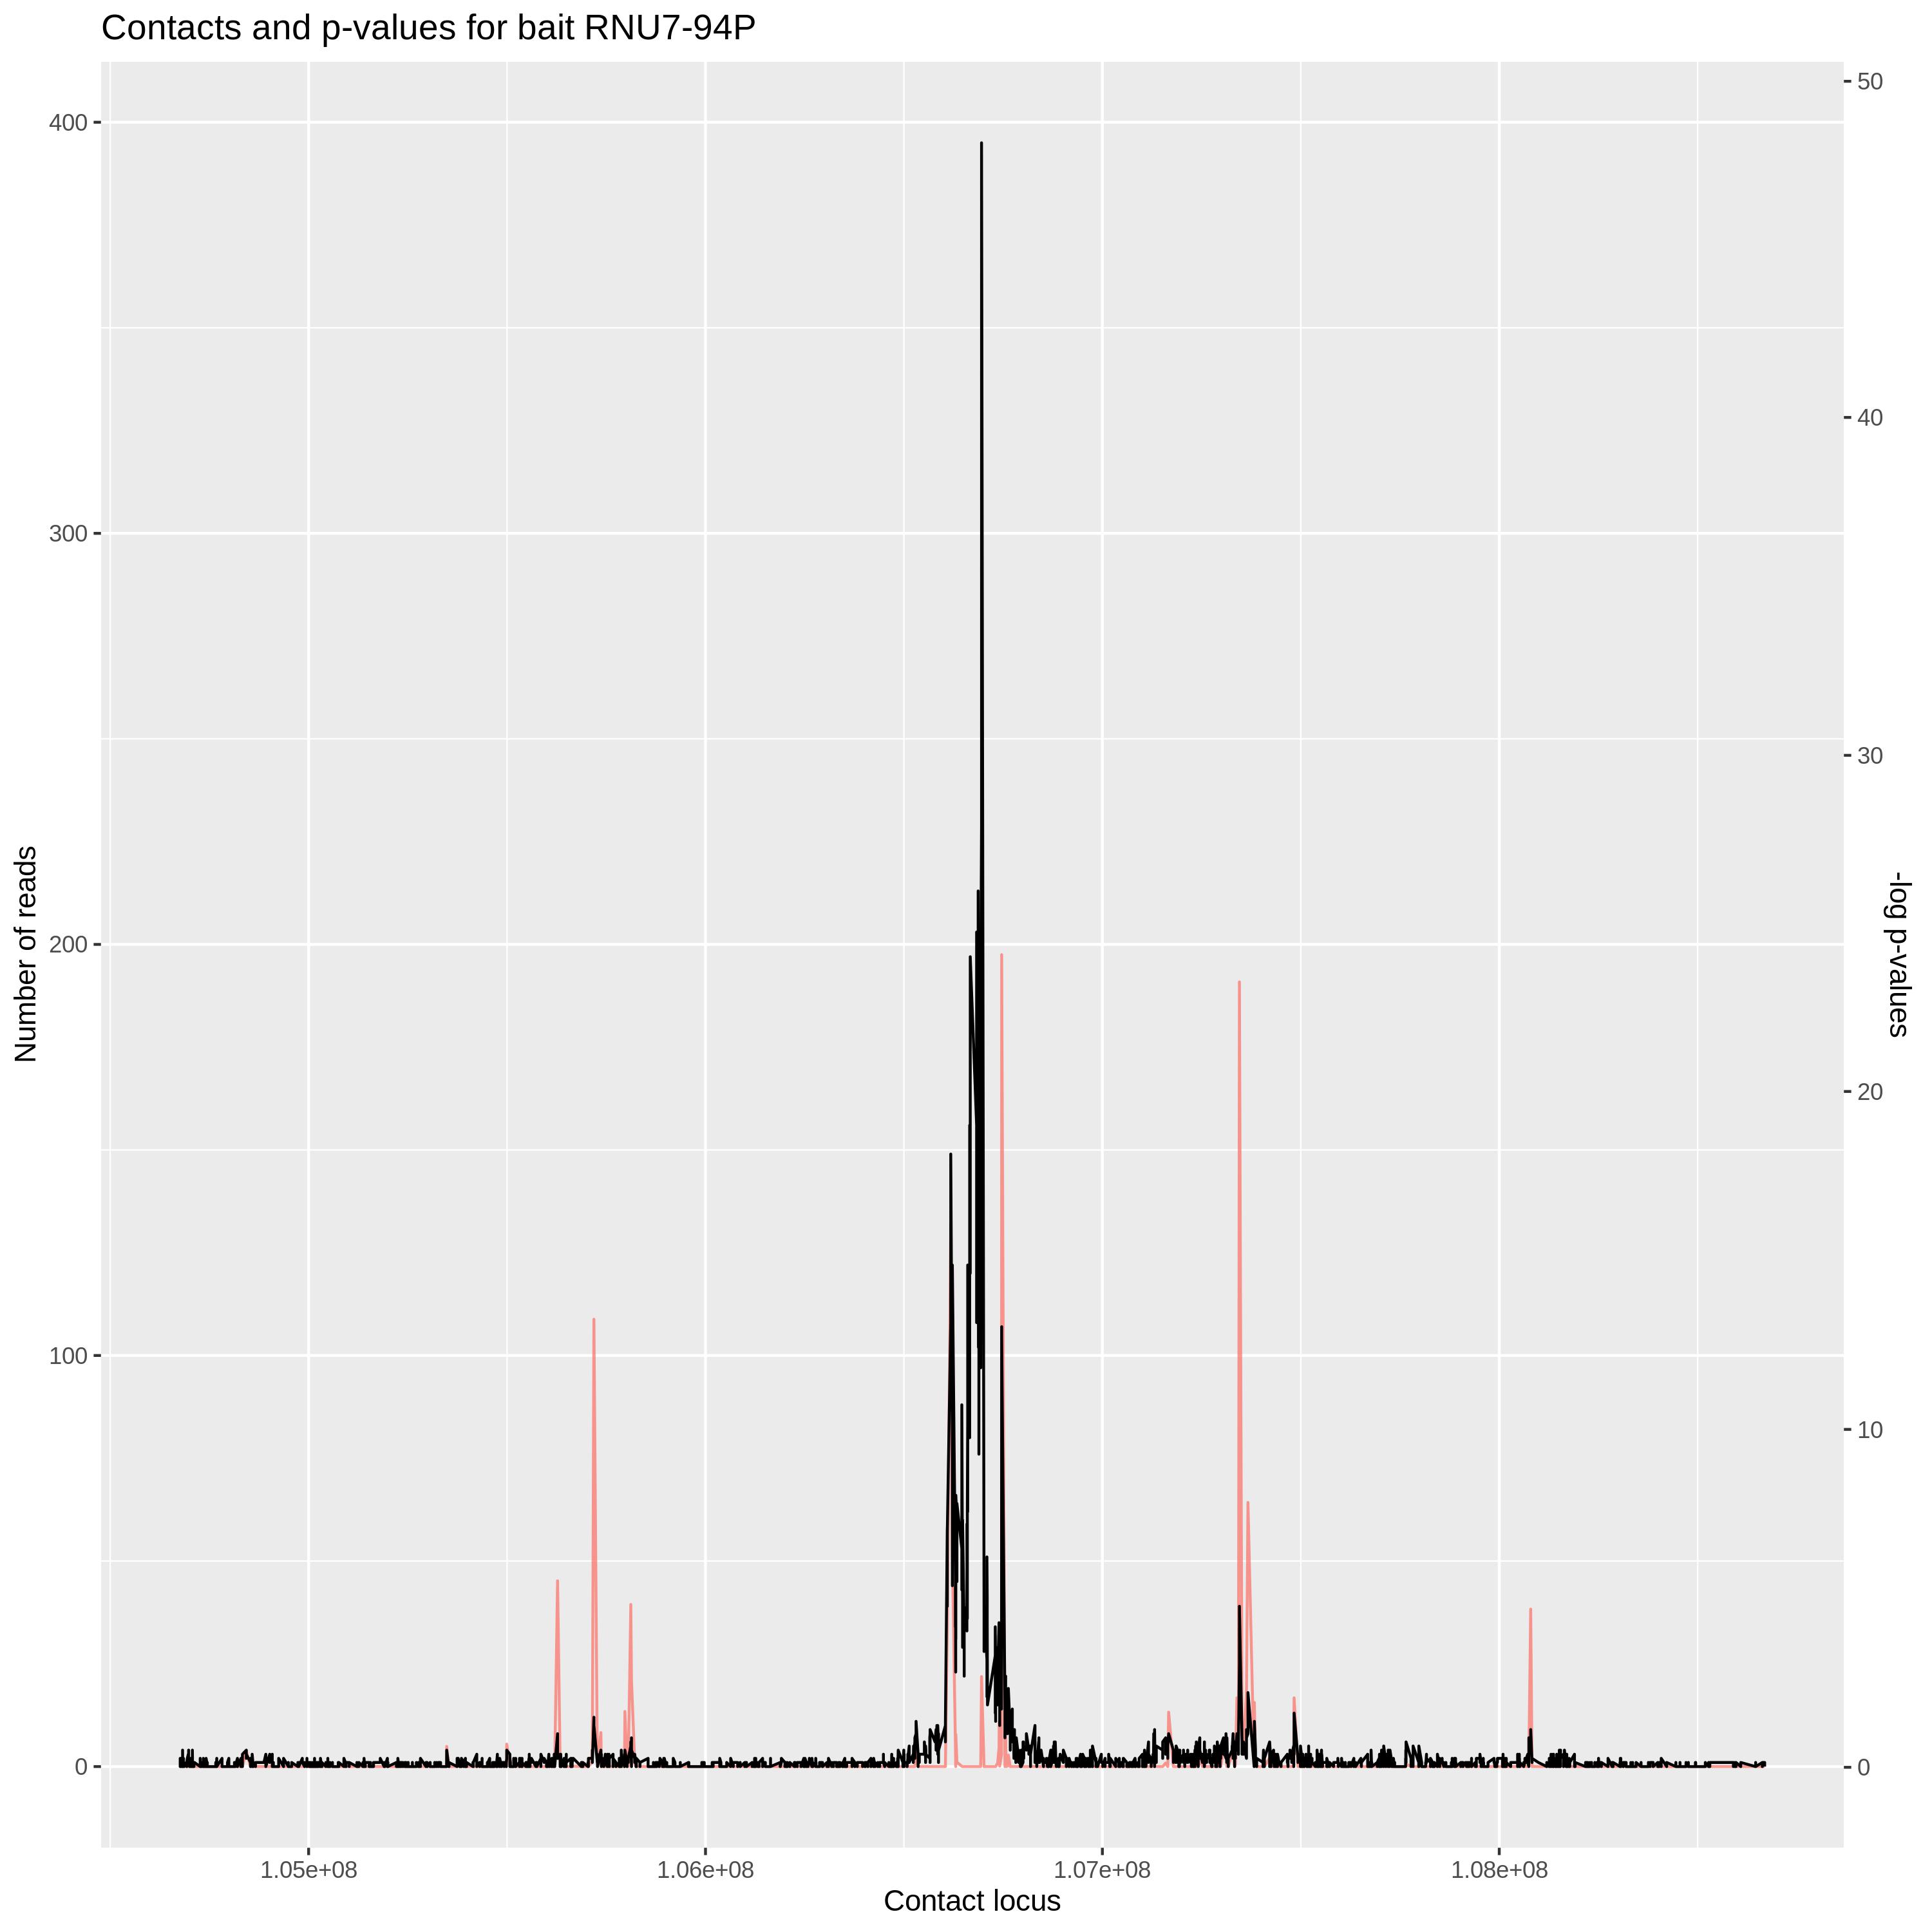 Contacts and p-values for bait RNU7-94P
400
300
200
100
0
Number of reads
50
40
30
20
10
0
-log p-values
1.05e+08
1.06e+08
1.07e+08
1.08e+08
Contact locus